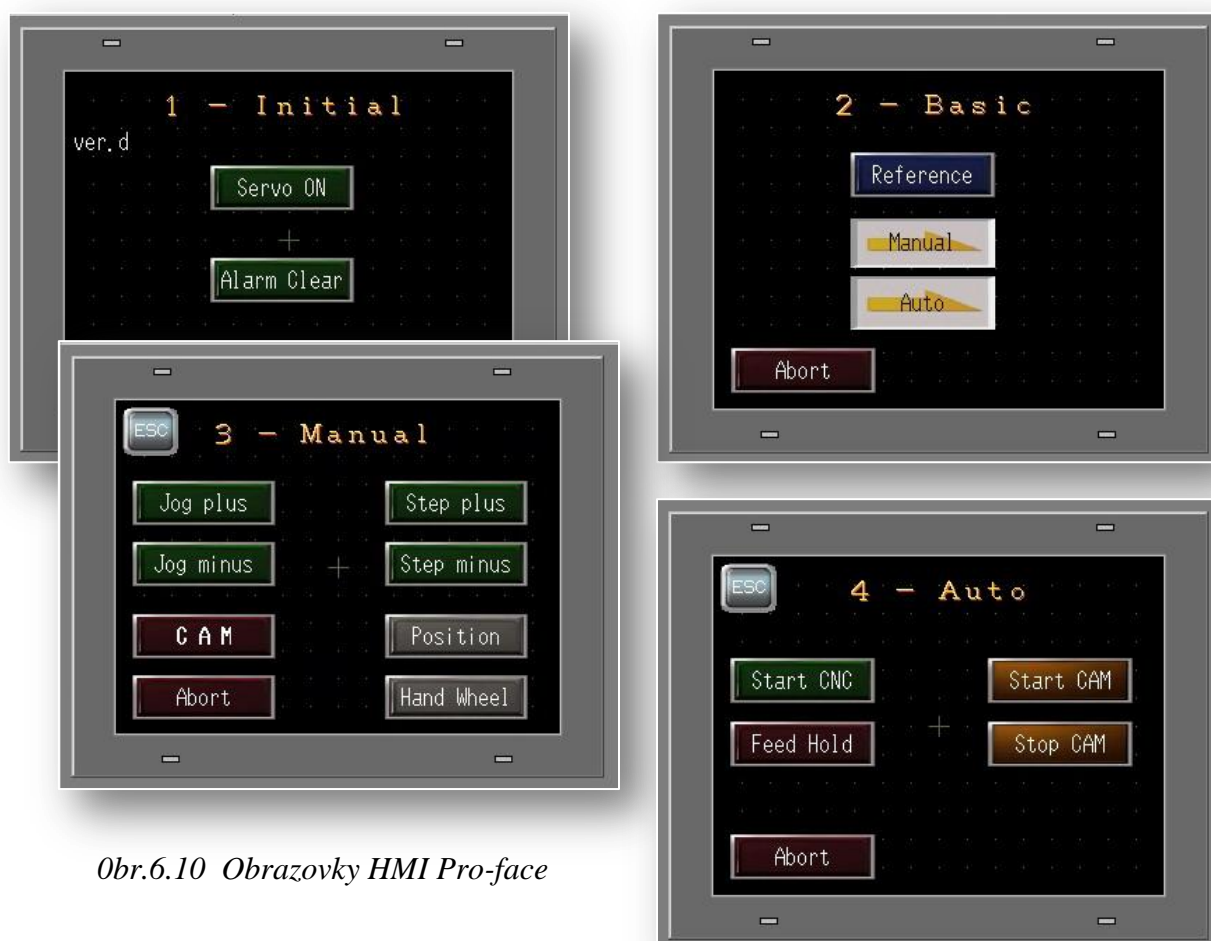 1 - Initial
ver.d
Servo ON
Alarm Clear
2 - Basic
Reference
Manual
Auto
Abort
ESC
3 - Manual
Jog plus
Step plus
Jog minus
Step minus
CAM
Position
Abort
Hand Wheel
ESC
4 - Auto
Start CNC
Start CAM
Feed Hold
Stop CAM
Abort
0br.6.10 Obrazovky HMI Pro-face